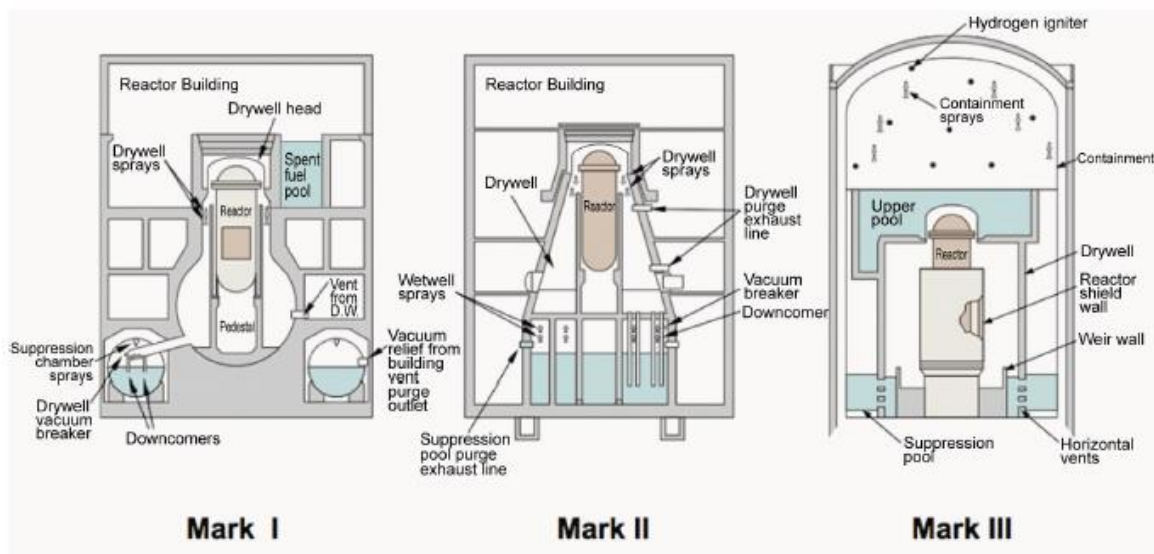 Reactor Building
Drywell head
Drywell
sprays
Spent
fuel
pool
Reactor
Vent
from
D.W.
Pedestal
Suppression
chamber
sprays
Drywell
vacuum
breaker
Downcomers
Vacuum
relief from
building
vent
purge
outlet
Mark I
Reactor Building
Drywell
Drywell
sprays
Reactor
Drywell
purge
exhaust
line
Wetwell
sprays
Vacuum
breaker
Downcomer
Suppression
pool purge
exhaust line
Mark II
Hydrogen igniter
Containment
sprays
Containment
Upper
pool
Reactor
Drywell
Reactor
shield
wall
Weir wall
Suppression
pool
Horizontal
vents
Mark III